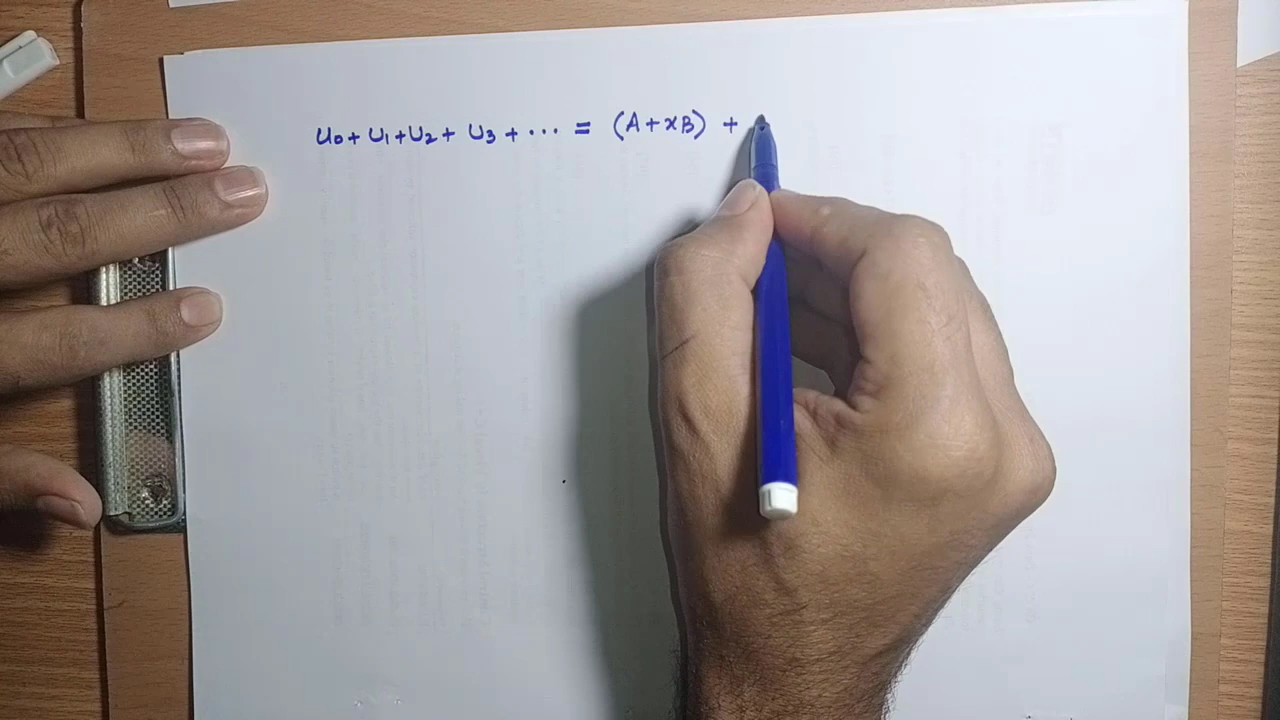 u₀ + u₁ + u₂ + u₃ + ··· = (A + xB) +